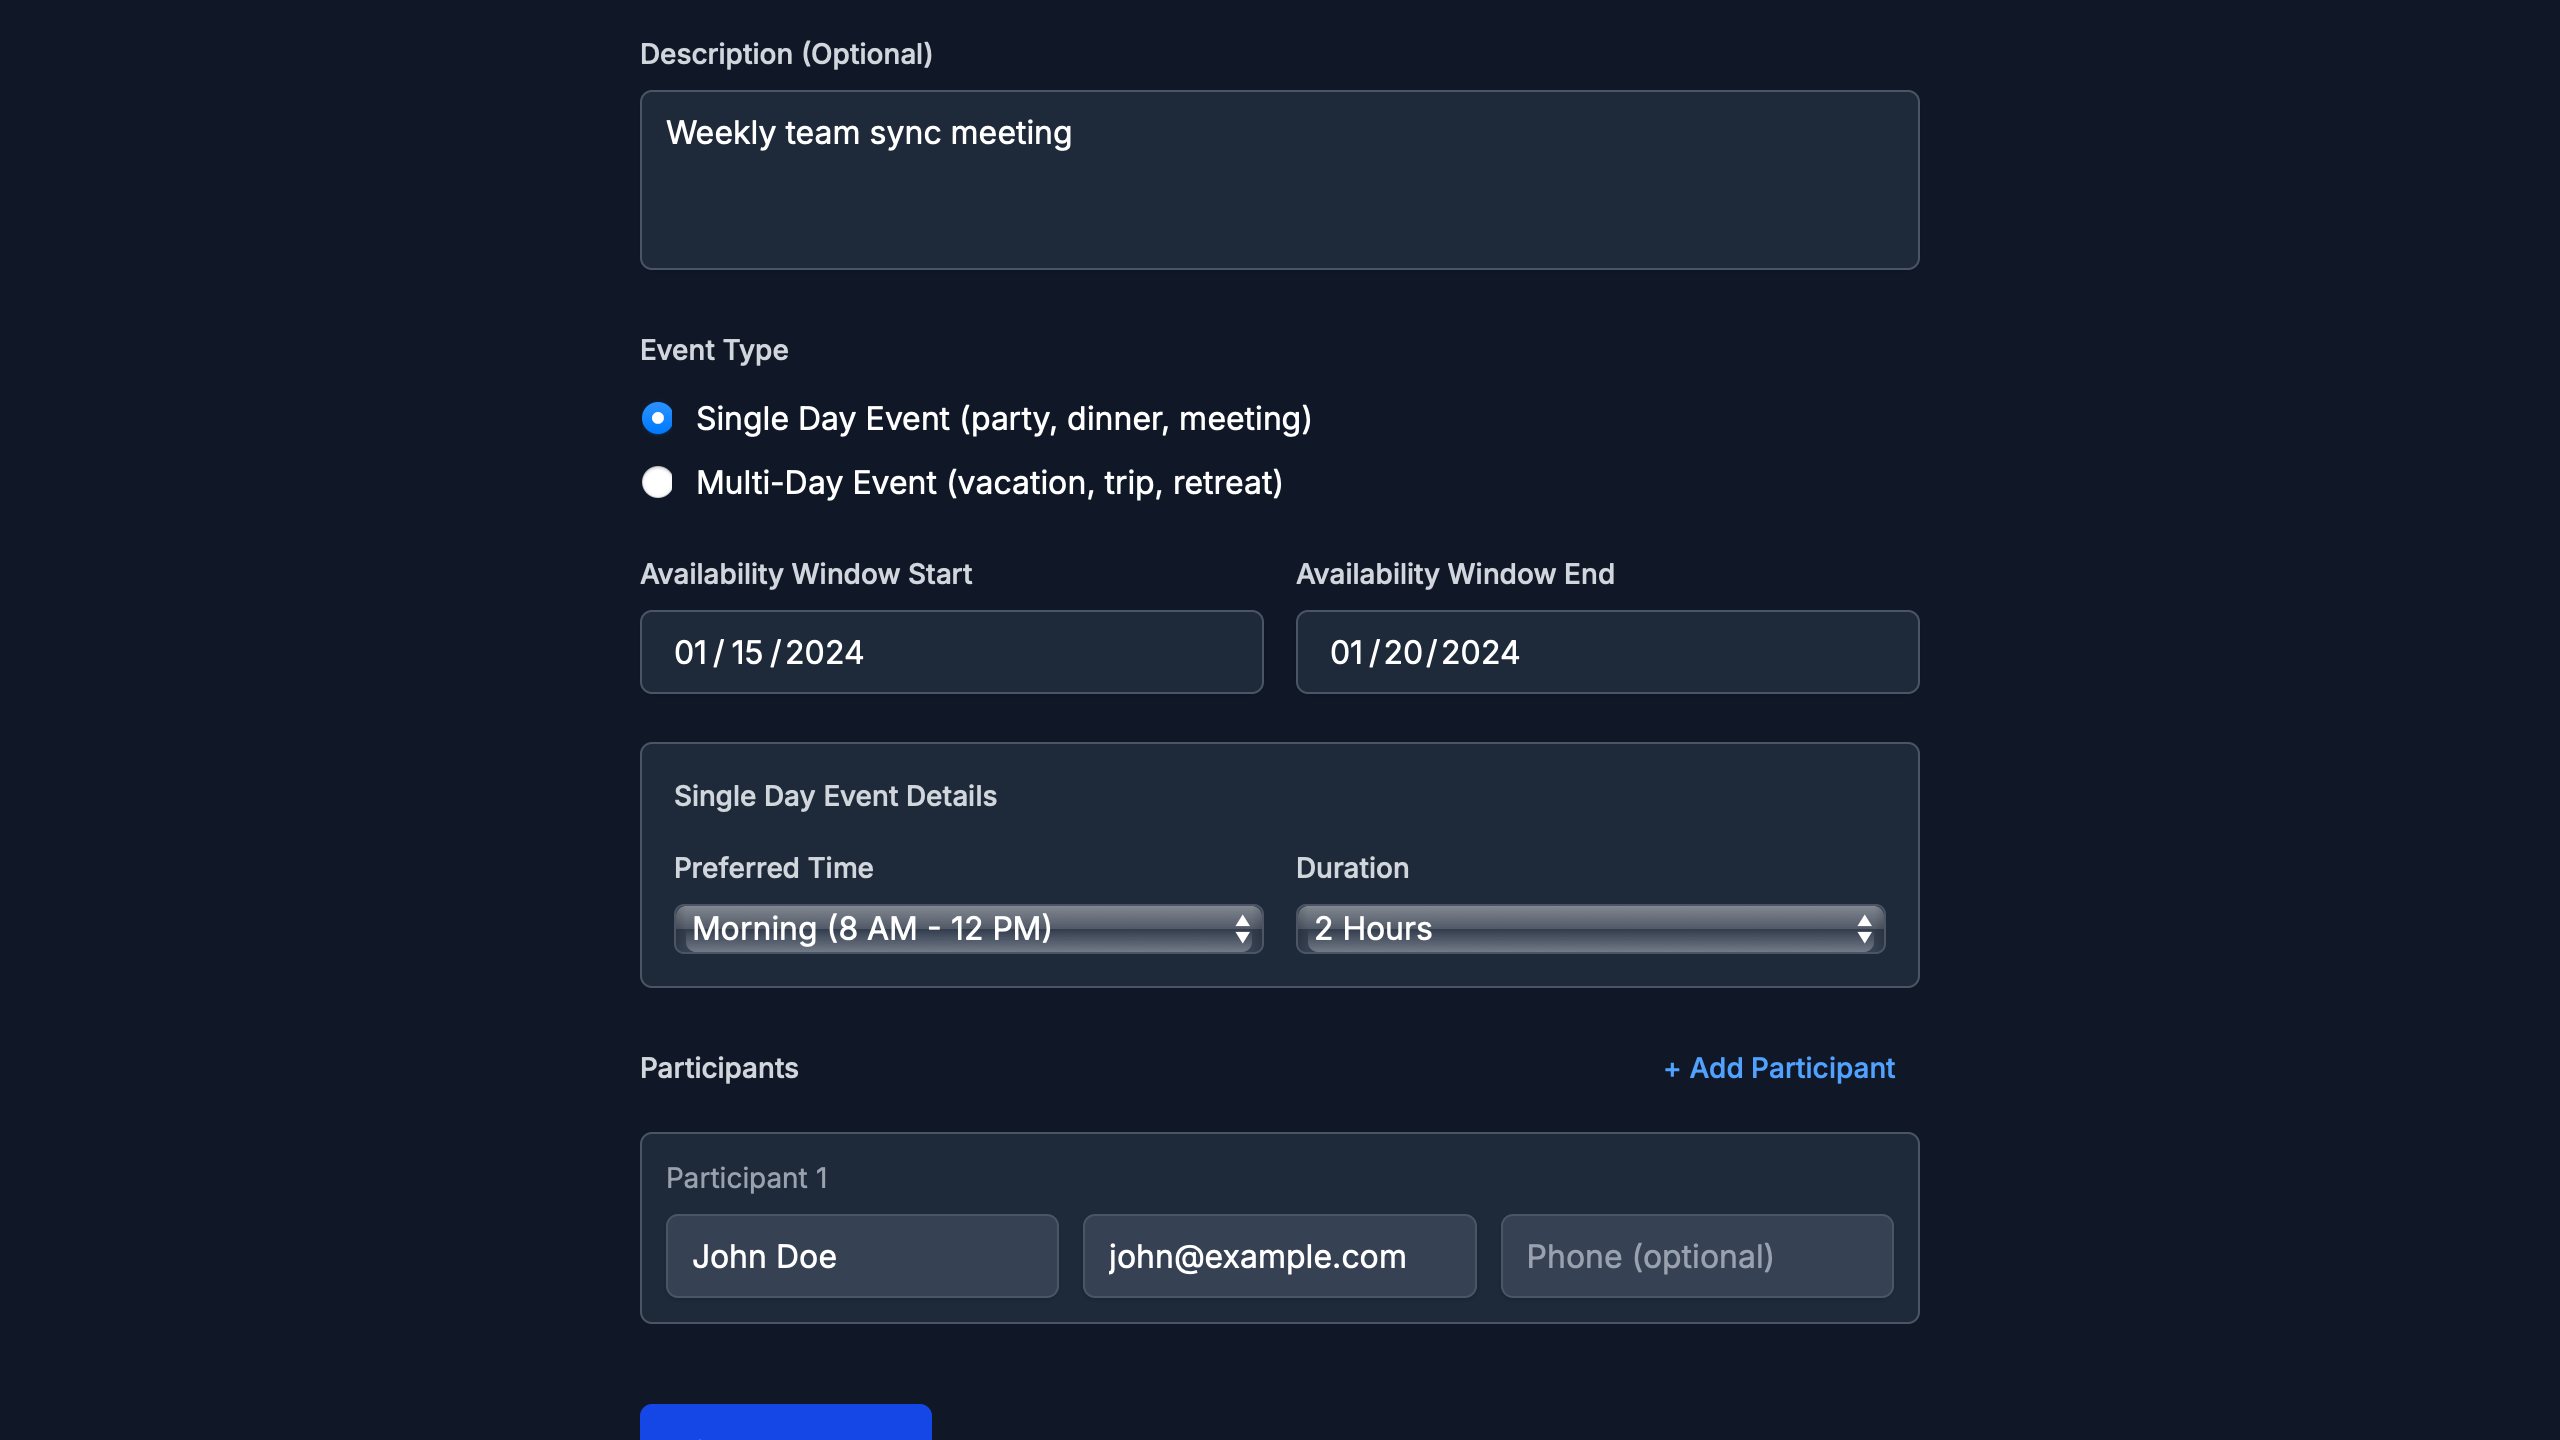 Description (Optional)
Weekly team sync meeting
Event Type
Single Day Event (party, dinner, meeting)
Multi-Day Event (vacation, trip, retreat)
Availability Window Start
Availability Window End
01/15/2024
01/20/2024
Single Day Event Details
Preferred Time
Duration
Morning (8 AM - 12 PM)
2 Hours
Participants
+ Add Participant
Participant 1
John Doe
john@example.com
Phone (optional)